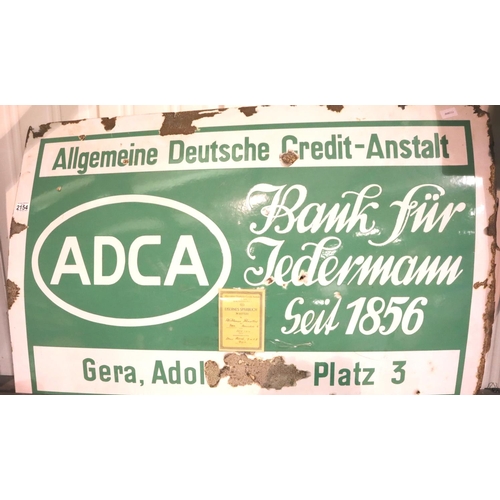 Allgemeine Deutsche Credit-Anstalt
2154
ADCA
Bank für
Jedermann
Seit 1856
Gera, Adol Platz 3